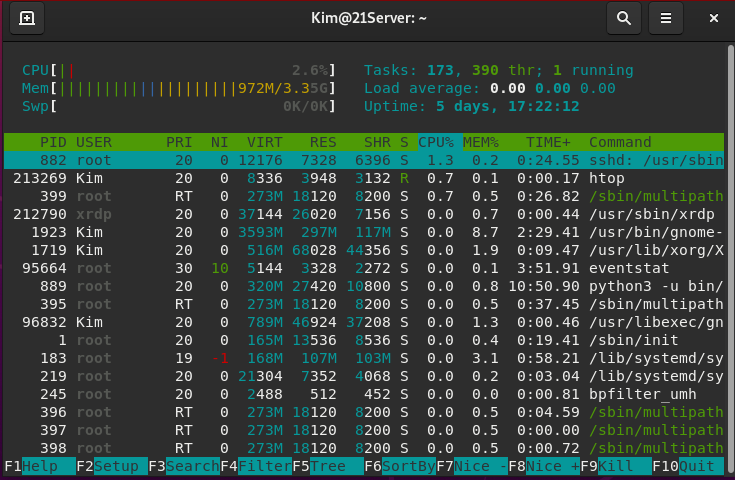 Kim@21Server: ~
CPU[|| 2.6%] Tasks: 173, 390 thr; 1 running
Mem[||||||||||||||||||||972M/3.35G] Load average: 0.00 0.00 0.00
Swp[ 0K/0K] Uptime: 5 days, 17:22:12
PID USER PRI NI VIRT RES SHR S CPU% MEM% TIME+ Command
882 root 20 0 12176 7328 6396 S 1.3 0.2 0:24.55 sshd: /usr/sbin
213269 Kim 20 0 8336 3948 3132 R 0.7 0.1 0:00.17 htop
399 root RT 0 273M 18120 8200 S 0.7 0.5 0:26.82 /sbin/multipath
212790 xrdp 20 0 37144 26020 7156 S 0.0 0.7 0:00.44 /usr/sbin/xrdp
1923 Kim 20 0 3593M 297M 117M S 0.0 8.7 2:29.41 /usr/bin/gnome-
1719 Kim 20 0 516M 68028 44356 S 0.0 1.9 0:09.47 /usr/lib/xorg/X
95664 root 30 10 5144 3328 2272 S 0.0 0.1 3:51.91 eventstat
889 root 20 0 320M 27420 10800 S 0.0 0.8 10:50.90 python3 -u bin/
395 root RT 0 273M 18120 8200 S 0.0 0.5 0:37.45 /sbin/multipath
96832 Kim 20 0 789M 46924 37208 S 0.0 1.3 0:00.46 /usr/libexec/gn
1 root 20 0 165M 13536 8536 S 0.0 0.4 0:19.41 /sbin/init
183 root 19 -1 168M 107M 103M S 0.0 3.1 0:58.21 /lib/systemd/sy
219 root 20 0 21304 7352 4068 S 0.0 0.2 0:03.04 /lib/systemd/sy
245 root 20 0 2488 512 452 S 0.0 0.0 0:00.81 bpfilter_umh
396 root RT 0 273M 18120 8200 S 0.0 0.5 0:04.59 /sbin/multipath
397 root RT 0 273M 18120 8200 S 0.0 0.5 0:00.00 /sbin/multipath
398 root RT 0 273M 18120 8200 S 0.0 0.5 0:00.72 /sbin/multipath
F1Help F2Setup F3SearchF4FilterF5Tree F6SortByF7Nice -F8Nice +F9Kill F10Quit